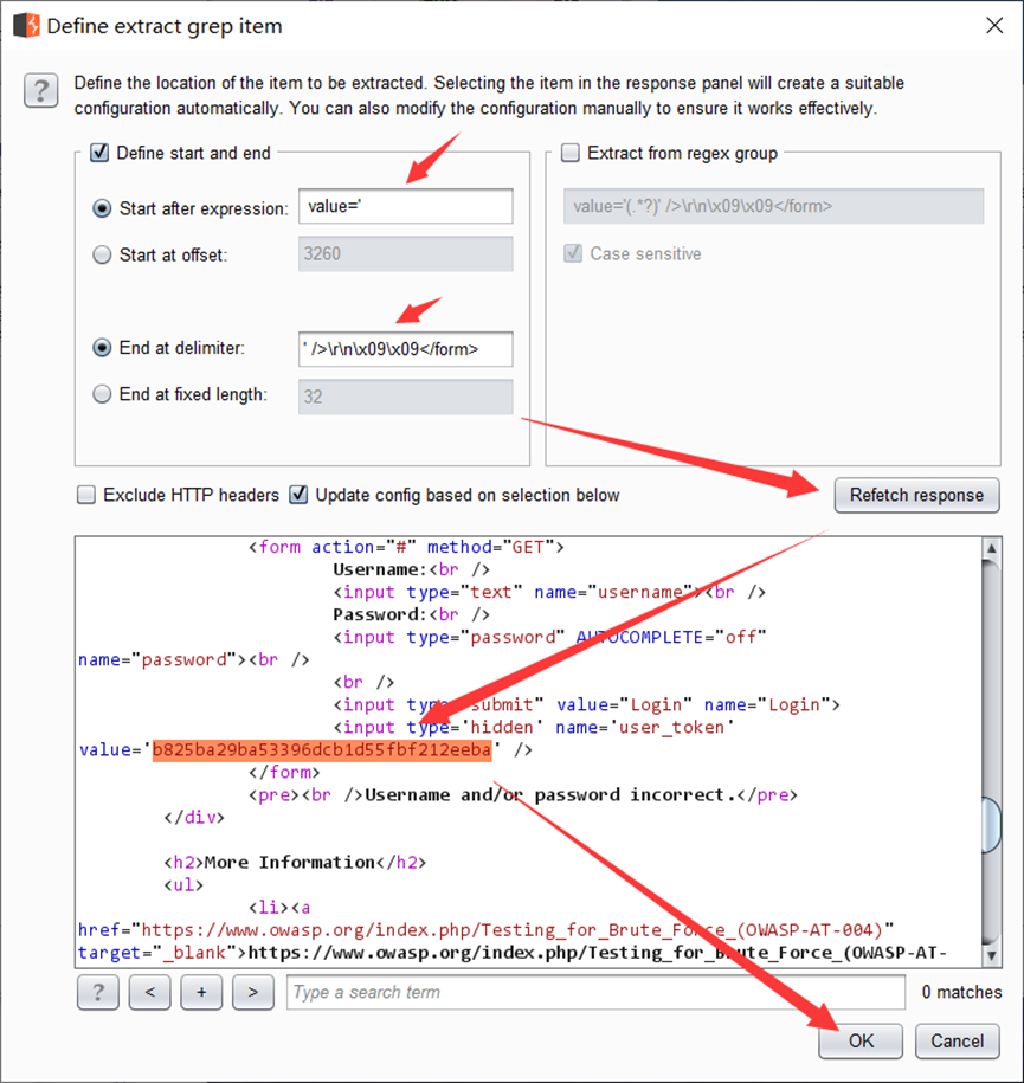 Define extract grep item
?
Define the location of the item to be extracted. Selecting the item in the response panel will create a suitable
configuration automatically. You can also modify the configuration manually to ensure it works effectively.
Define start and end
Start after expression: value='
Start at offset: 3260
End at delimiter: ' />\r\n\x09\x09</form>
End at fixed length: 32
Extract from regex group
value='(.*?)' />\r\n\x09\x09</form>
Case sensitive
Exclude HTTP headers Update config based on selection below Refetch response
<form action="#" method="GET">
Username:<br />
<input type="text" name="username"><br />
Password:<br />
<input type="password" AUTOCOMPLETE="off"
name="password"><br />
<br />
<input type="submit" value="Login" name="Login">
<input type='hidden' name='user_token'
value='b825ba29ba53396dcb1d55fbf212eeba' />
</form>
<pre><br />Username and/or password incorrect.</pre>
</div>
<h2>More Information</h2>
<ul>
<li><a
href="https://www.owasp.org/index.php/Testing_for_Brute_Force_(OWASP-AT-004)"
target="_blank">https://www.owasp.org/index.php/Testing_for_Brute_Force_(OWASP-AT-
? < + > Type a search term 0 matches
OK Cancel